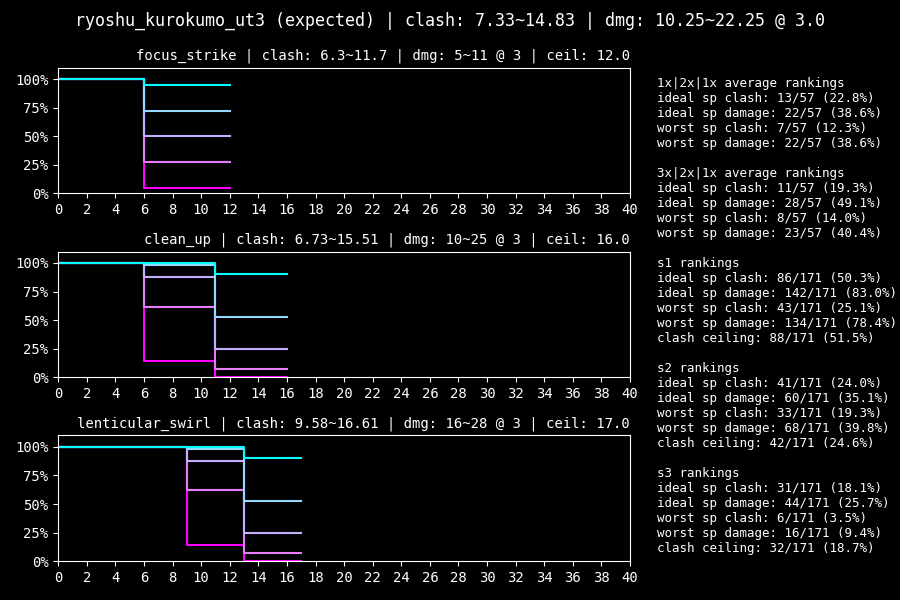 ryoshu_kurokumo_ut3 (expected) | clash: 7.33~14.83 | dmg: 10.25~22.25 @ 3.0
focus_strike | clash: 6.3~11.7 | dmg: 5~11 @ 3 | ceil: 12.0
100%
75%
50%
25%
0%
0 2 4 6 8 10 12 14 16 18 20 22 24 26 28 30 32 34 36 38 40
clean_up | clash: 6.73~15.51 | dmg: 10~25 @ 3 | ceil: 16.0
100%
75%
50%
25%
0%
0 2 4 6 8 10 12 14 16 18 20 22 24 26 28 30 32 34 36 38 40
lenticular_swirl | clash: 9.58~16.61 | dmg: 16~28 @ 3 | ceil: 17.0
100%
75%
50%
25%
0%
0 2 4 6 8 10 12 14 16 18 20 22 24 26 28 30 32 34 36 38 40
1x|2x|1x average rankings
ideal sp clash: 13/57 (22.8%)
ideal sp damage: 22/57 (38.6%)
worst sp clash: 7/57 (12.3%)
worst sp damage: 22/57 (38.6%)
3x|2x|1x average rankings
ideal sp clash: 11/57 (19.3%)
ideal sp damage: 28/57 (49.1%)
worst sp clash: 8/57 (14.0%)
worst sp damage: 23/57 (40.4%)
s1 rankings
ideal sp clash: 86/171 (50.3%)
ideal sp damage: 142/171 (83.0%)
worst sp clash: 43/171 (25.1%)
worst sp damage: 134/171 (78.4%)
clash ceiling: 88/171 (51.5%)
s2 rankings
ideal sp clash: 41/171 (24.0%)
ideal sp damage: 60/171 (35.1%)
worst sp clash: 33/171 (19.3%)
worst sp damage: 68/171 (39.8%)
clash ceiling: 42/171 (24.6%)
s3 rankings
ideal sp clash: 31/171 (18.1%)
ideal sp damage: 44/171 (25.7%)
worst sp clash: 6/171 (3.5%)
worst sp damage: 16/171 (9.4%)
clash ceiling: 32/171 (18.7%)